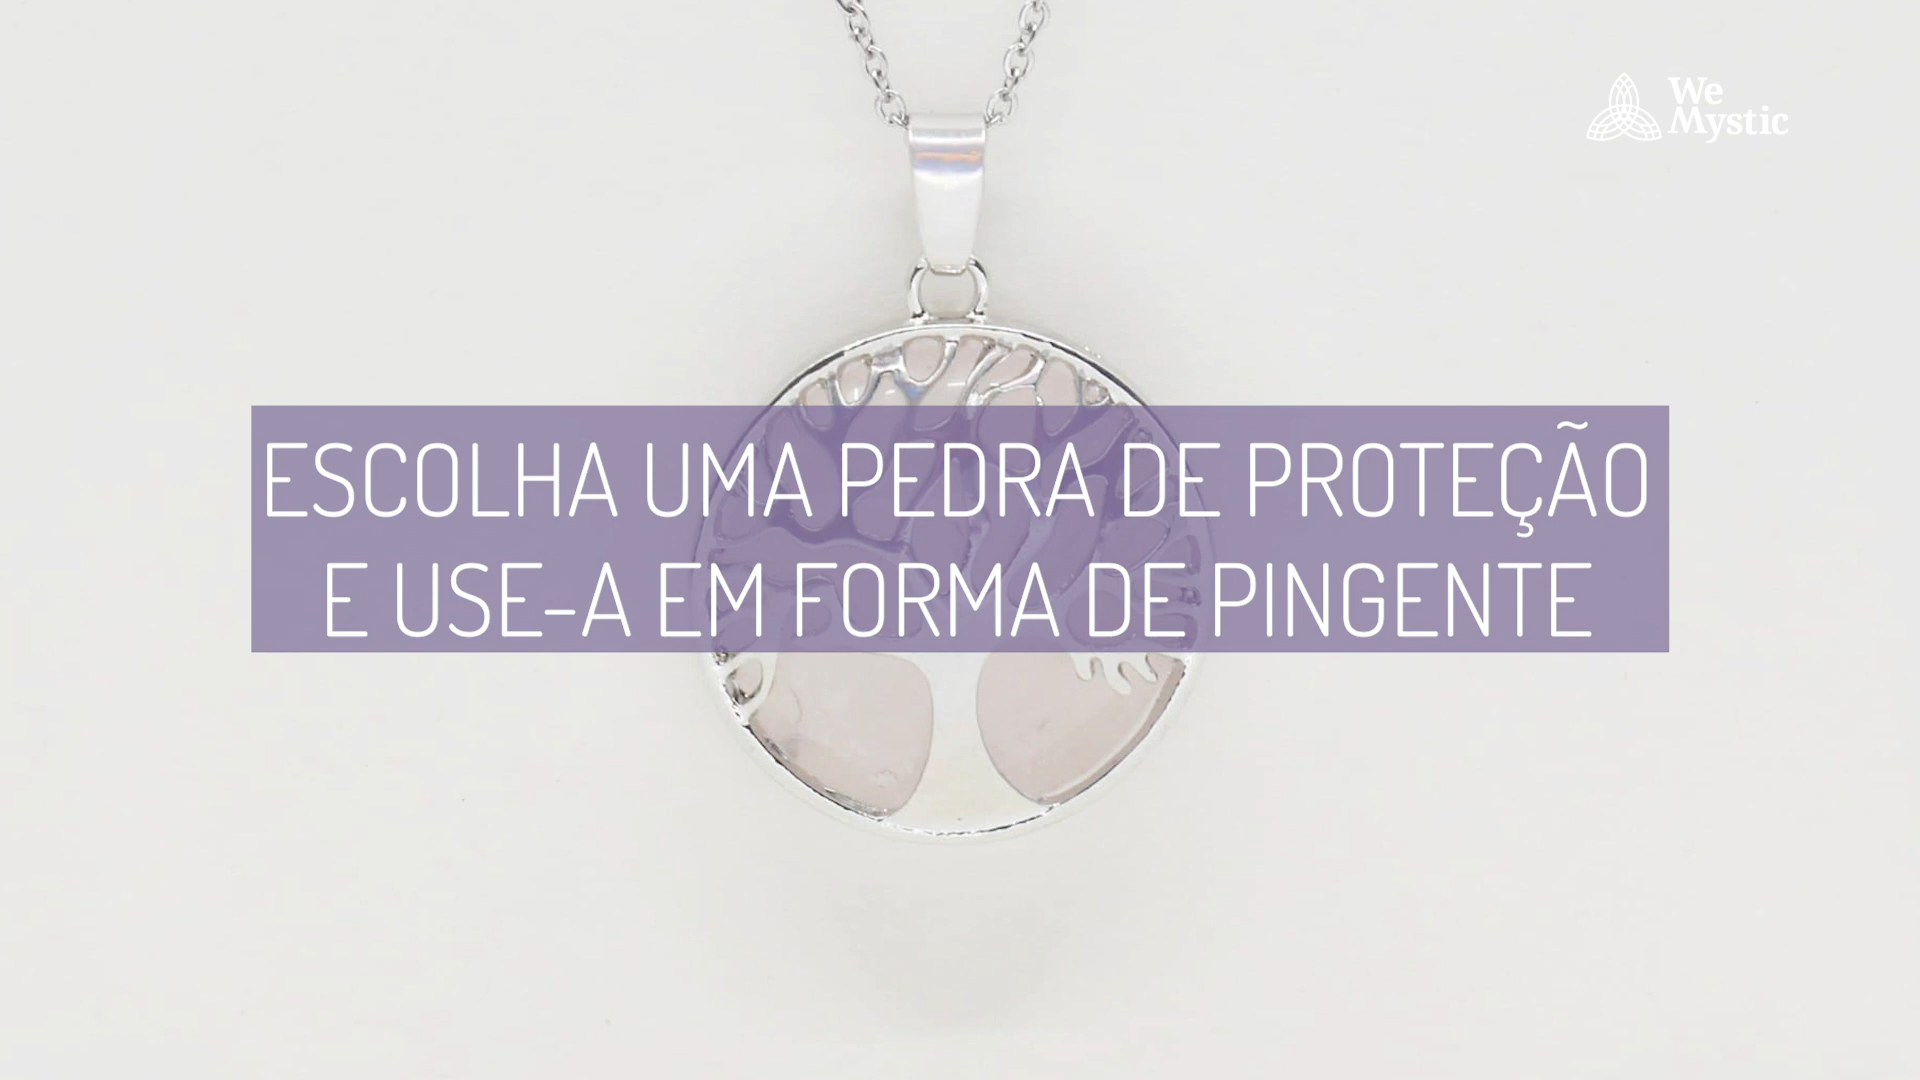 We
Mystic
ESCOLHA UMA PEDRA DE PROTEÇÃO
E USE-A EM FORMA DE PINGENTE